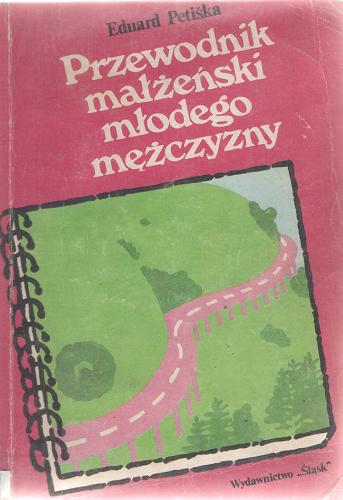 Eduard Petiška
Przewodnik
małżeński
młodego
mężczyzny
Wydawnictwo „Śląsk"